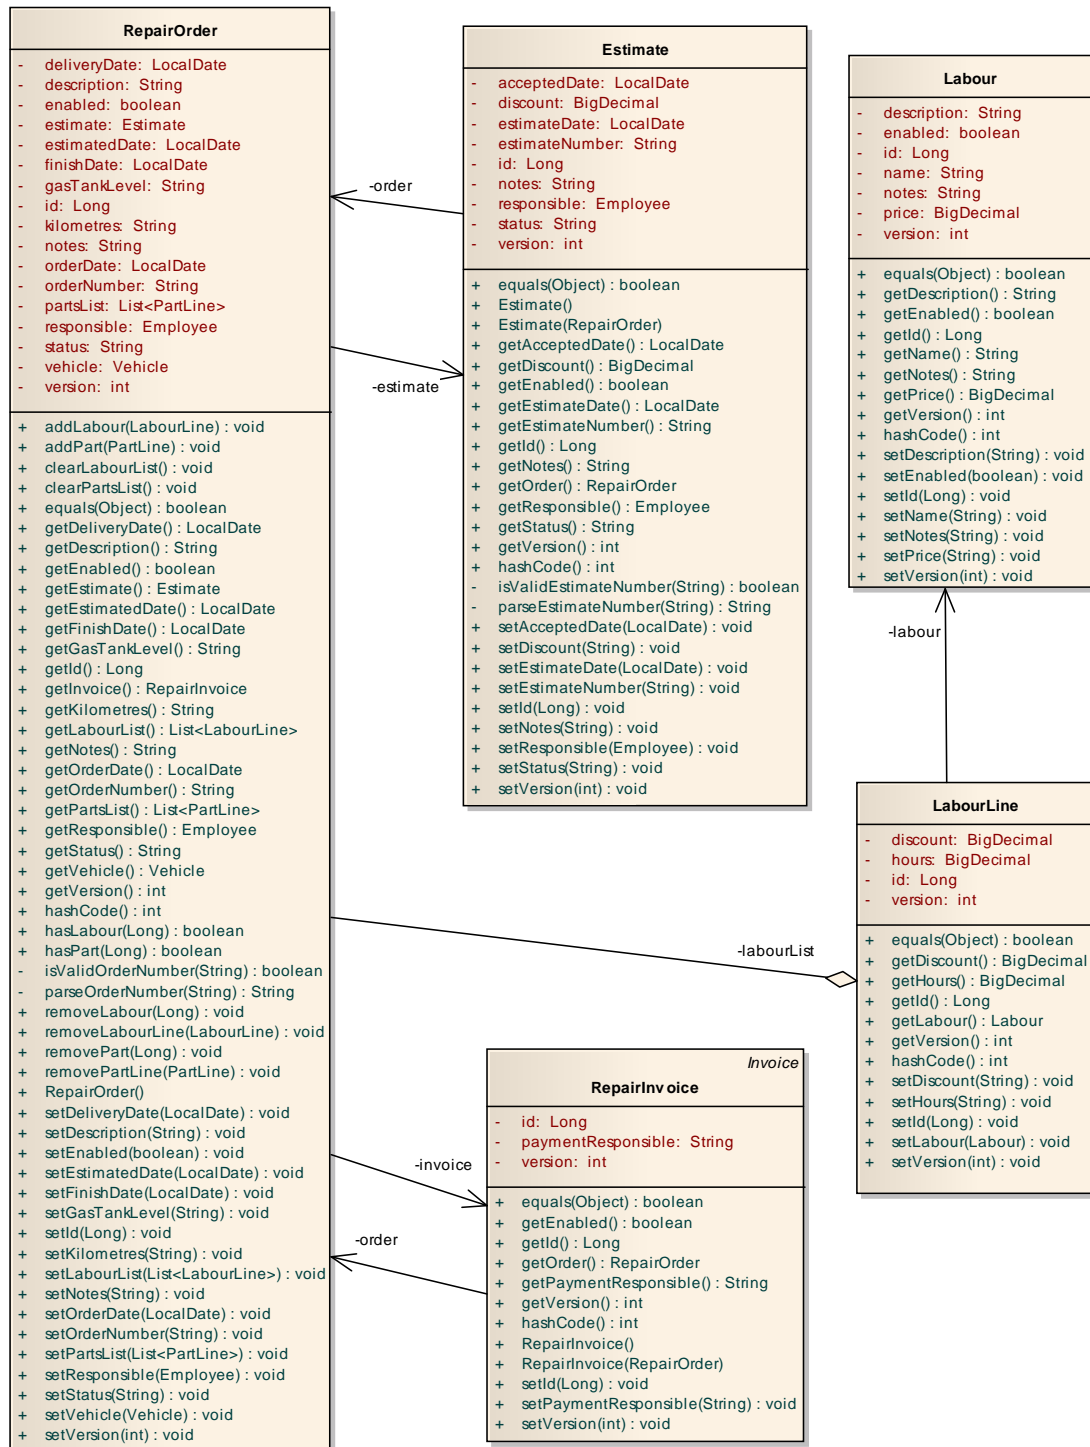 RepairOrder
- deliveryDate: LocalDate
- description: String
- enabled: boolean
- estimate: Estimate
- estimatedDate: LocalDate
- finishDate: LocalDate
- gasTankLevel: String
- id: Long
- kilometres: String
- notes: String
- orderDate: LocalDate
- orderNumber: String
- partsList: List<PartLine>
- responsible: Employee
- status: String
- vehicle: Vehicle
- version: int
+ addLabour(LabourLine) : void
+ addPart(PartLine) : void
+ clearLabourList() : void
+ clearPartsList() : void
+ equals(Object) : boolean
+ getDeliveryDate() : LocalDate
+ getDescription() : String
+ getEnabled() : boolean
+ getEstimate() : Estimate
+ getEstimatedDate() : LocalDate
+ getFinishDate() : LocalDate
+ getGasTankLevel() : String
+ getId() : Long
+ getInvoice() : RepairInvoice
+ getKilometres() : String
+ getLabourList() : List<LabourLine>
+ getNotes() : String
+ getOrderDate() : LocalDate
+ getOrderNumber() : String
+ getPartsList() : List<PartLine>
+ getResponsible() : Employee
+ getStatus() : String
+ getVehicle() : Vehicle
+ getVersion() : int
+ hashCode() : int
+ hasLabour(Long) : boolean
+ hasPart(Long) : boolean
- isValidOrderNumber(String) : boolean
- parseOrderNumber(String) : String
+ removeLabour(Long) : void
+ removeLabourLine(LabourLine) : void
+ removePart(Long) : void
+ removePartLine(PartLine) : void
+ RepairOrder()
+ setDeliveryDate(LocalDate) : void
+ setDescription(String) : void
+ setEnabled(boolean) : void
+ setEstimatedDate(LocalDate) : void
+ setFinishDate(LocalDate) : void
+ setGasTankLevel(String) : void
+ setId(Long) : void
+ setKilometres(String) : void
+ setLabourList(List<LabourLine>) : void
+ setNotes(String) : void
+ setOrderDate(LocalDate) : void
+ setOrderNumber(String) : void
+ setPartsList(List<PartLine>) : void
+ setResponsible(Employee) : void
+ setStatus(String) : void
+ setVehicle(Vehicle) : void
+ setVersion(int) : void
-order
-estimate
Estimate
- acceptedDate: LocalDate
- discount: BigDecimal
- estimateDate: LocalDate
- estimateNumber: String
- id: Long
- notes: String
- responsible: Employee
- status: String
- version: int
+ equals(Object) : boolean
+ Estimate()
+ Estimate(RepairOrder)
+ getAcceptedDate() : LocalDate
+ getDiscount() : BigDecimal
+ getEnabled() : boolean
+ getEstimateDate() : LocalDate
+ getEstimateNumber() : String
+ getId() : Long
+ getNotes() : String
+ getOrder() : RepairOrder
+ getResponsible() : Employee
+ getStatus() : String
+ getVersion() : int
+ hashCode() : int
- isValidEstimateNumber(String) : boolean
- parseEstimateNumber(String) : String
+ setAcceptedDate(LocalDate) : void
+ setDiscount(String) : void
+ setEstimateDate(LocalDate) : void
+ setEstimateNumber(String) : void
+ setId(Long) : void
+ setNotes(String) : void
+ setResponsible(Employee) : void
+ setStatus(String) : void
+ setVersion(int) : void
Labour
- description: String
- enabled: boolean
- id: Long
- name: String
- notes: String
- price: BigDecimal
- version: int
+ equals(Object) : boolean
+ getDescription() : String
+ getEnabled() : boolean
+ getId() : Long
+ getName() : String
+ getNotes() : String
+ getPrice() : BigDecimal
+ getVersion() : int
+ hashCode() : int
+ setDescription(String) : void
+ setEnabled(boolean) : void
+ setId(Long) : void
+ setName(String) : void
+ setNotes(String) : void
+ setPrice(String) : void
+ setVersion(int) : void
-labour
LabourLine
- discount: BigDecimal
- hours: BigDecimal
- id: Long
- version: int
+ equals(Object) : boolean
+ getDiscount() : BigDecimal
+ getHours() : BigDecimal
+ getId() : Long
+ getLabour() : Labour
+ getVersion() : int
+ hashCode() : int
+ setDiscount(String) : void
+ setHours(String) : void
+ setId(Long) : void
+ setLabour(Labour) : void
+ setVersion(int) : void
-labourList
-invoice
-order
Invoice
RepairInvoice
- id: Long
- paymentResponsible: String
- version: int
+ equals(Object) : boolean
+ getEnabled() : boolean
+ getId() : Long
+ getOrder() : RepairOrder
+ getPaymentResponsible() : String
+ getVersion() : int
+ hashCode() : int
+ RepairInvoice()
+ RepairInvoice(RepairOrder)
+ setId(Long) : void
+ setPaymentResponsible(String) : void
+ setVersion(int) : void